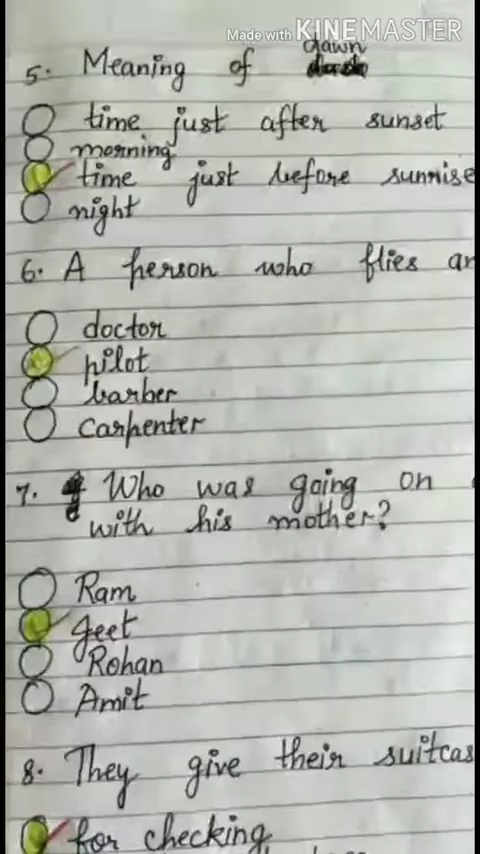 Made with KINEMASTER
5. Meaning of dawn
time just after sunset
morning
time just before sunrise
night
6. A person who flies an
doctor
pilot
barber
carpenter
7. Who was going on
with his mother?
Ram
Geet
Rohan
Amit
8. They give their suitcas
for checking